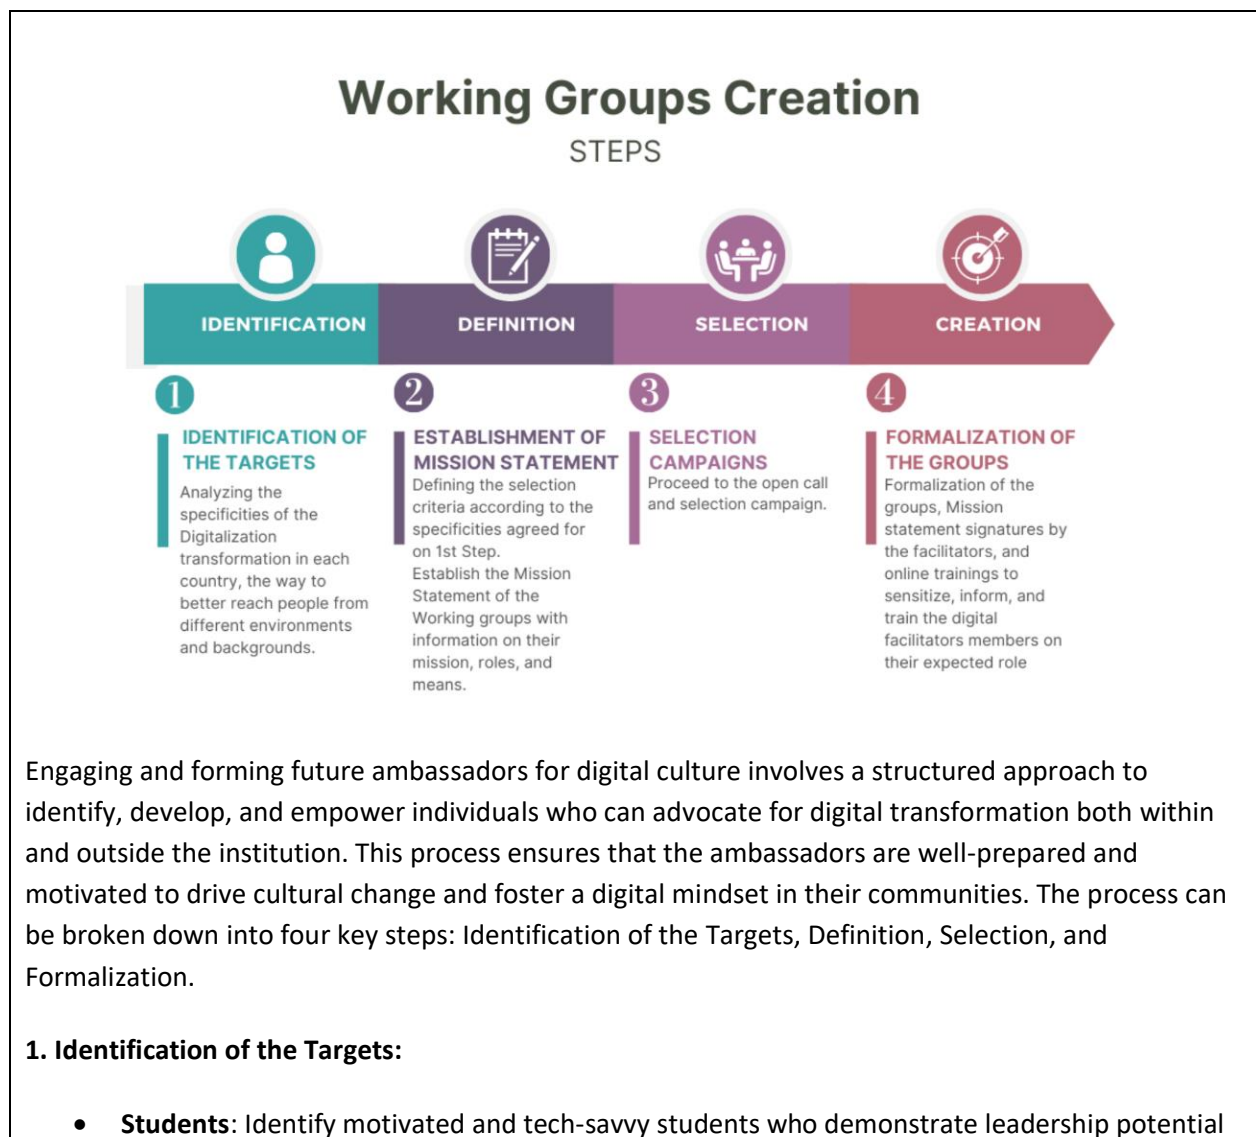 Working Groups Creation
STEPS
IDENTIFICATION
DEFINITION
SELECTION
CREATION
1
IDENTIFICATION OF
THE TARGETS
Analyzing the
specificities of the
Digitalization
transformation in each
country, the way to
better reach people from
different environments
and backgrounds.
2
ESTABLISHMENT OF
MISSION STATEMENT
Defining the selection
criteria according to the
specificities agreed for
on 1st Step.
Establish the Mission
Statement of the
Working groups with
information on their
mission, roles, and
means.
3
SELECTION
CAMPAIGNS
Proceed to the open call
and selection campaign.
4
FORMALIZATION OF
THE GROUPS
Formalization of the
groups, Mission
statement signatures by
the facilitators, and
online trainings to
sensitize, inform, and
train the digital
facilitators members on
their expected role
Engaging and forming future ambassadors for digital culture involves a structured approach to
identify, develop, and empower individuals who can advocate for digital transformation both within
and outside the institution. This process ensures that the ambassadors are well-prepared and
motivated to drive cultural change and foster a digital mindset in their communities. The process can
be broken down into four key steps: Identification of the Targets, Definition, Selection, and
Formalization.
1. Identification of the Targets:
• Students: Identify motivated and tech-savvy students who demonstrate leadership potential